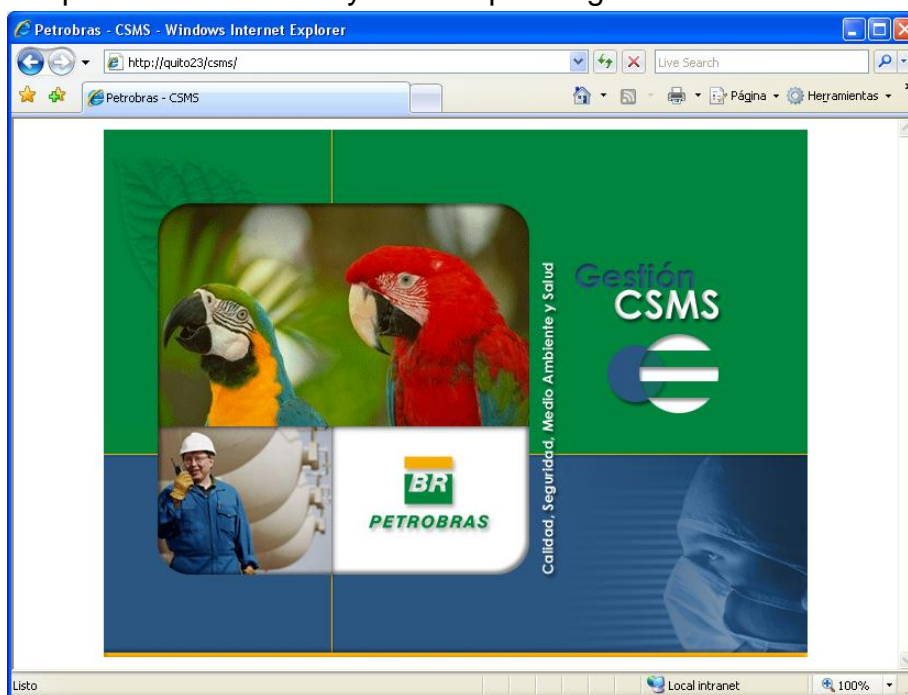 Petrobras - CSMS - Windows Internet Explorer
http://quito23/csms/
Live Search
Petrobras - CSMS
Página
Herramientas
Gestión
CSMS
Calidad, Seguridad, Medio Ambiente y Salud
BR
PETROBRAS
Listo
Local intranet
100%